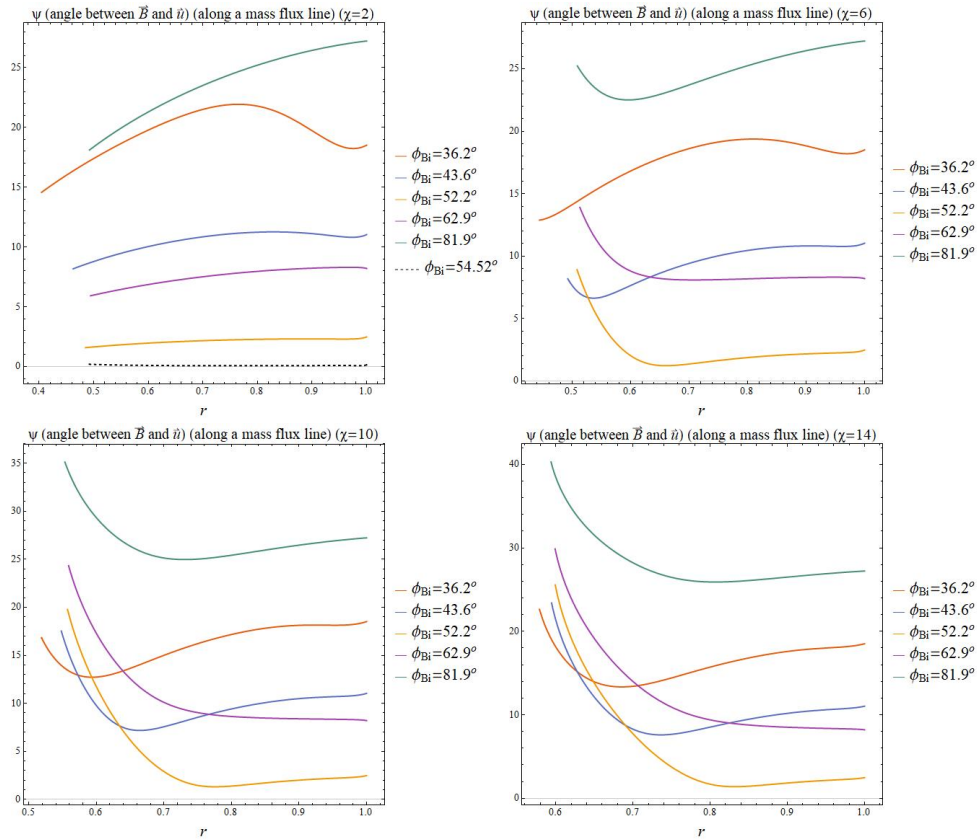 ψ (angle between B⃗ and u⃗) (along a mass flux line) (χ=2)
25
20
15
10
5
0
0.4 0.5 0.6 0.7 0.8 0.9 1.0
r
ϕBi=36.2°
ϕBi=43.6°
ϕBi=52.2°
ϕBi=62.9°
ϕBi=81.9°
ϕBi=54.52°
ψ (angle between B⃗ and u⃗) (along a mass flux line) (χ=6)
25
20
15
10
5
0
0.5 0.6 0.7 0.8 0.9 1.0
r
ϕBi=36.2°
ϕBi=43.6°
ϕBi=52.2°
ϕBi=62.9°
ϕBi=81.9°
ψ (angle between B⃗ and u⃗) (along a mass flux line) (χ=10)
35
30
25
20
15
10
5
0
0.5 0.6 0.7 0.8 0.9 1.0
r
ϕBi=36.2°
ϕBi=43.6°
ϕBi=52.2°
ϕBi=62.9°
ϕBi=81.9°
ψ (angle between B⃗ and u⃗) (along a mass flux line) (χ=14)
40
30
20
10
0
0.6 0.7 0.8 0.9 1.0
r
ϕBi=36.2°
ϕBi=43.6°
ϕBi=52.2°
ϕBi=62.9°
ϕBi=81.9°